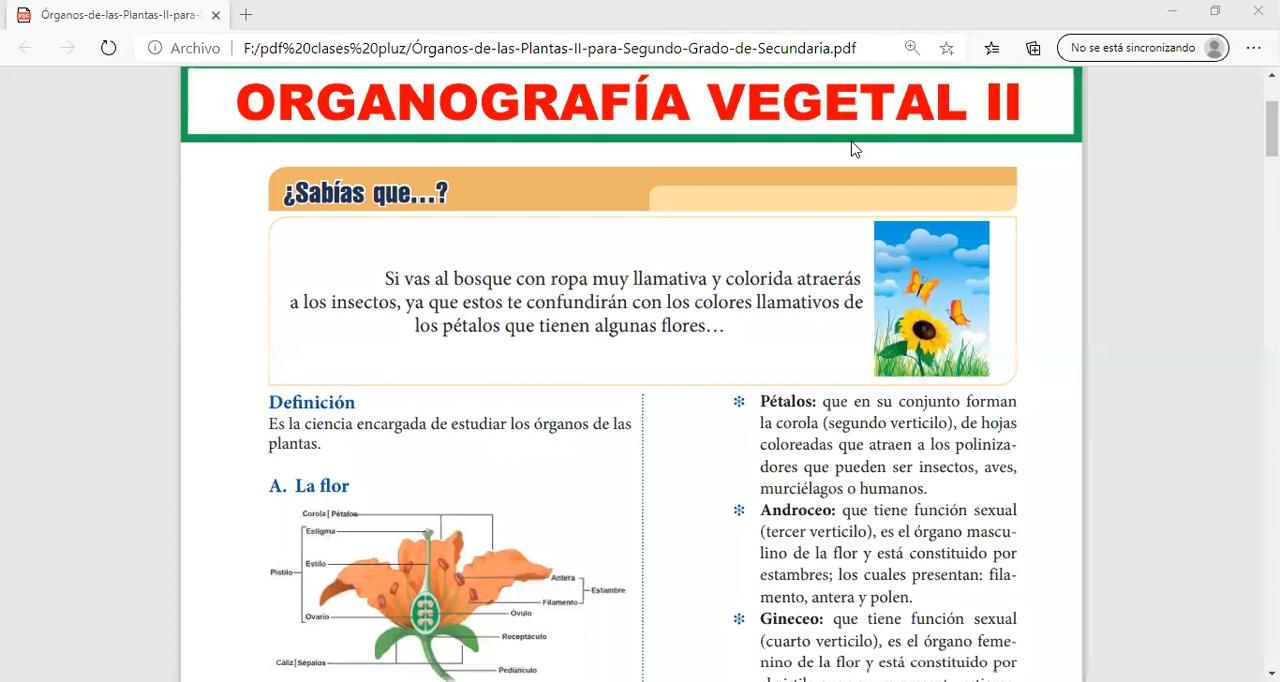 Órganos-de-las-Plantas-II-para-
Archivo
F:/pdf%20clases%20pluz/Órganos-de-las-Plantas-II-para-Segundo-Grado-de-Secundaria.pdf
No se está sincronizando
ORGANOGRAFÍA VEGETAL II
¿Sabías que...?
Si vas al bosque con ropa muy llamativa y colorida atraerás
a los insectos, ya que estos te confundirán con los colores llamativos de
los pétalos que tienen algunas flores…
Definición
Es la ciencia encargada de estudiar los órganos de las
plantas.
A. La flor
Corola[Pétalos
Estigma
Estilo
Pistilo
Ovario
Cáliz[Sépalos
Antera
Estambre
Filamento
Óvulo
Receptáculo
Pedúnculo
Pétalos: que en su conjunto forman
la corola (segundo verticilo), de hojas
coloreadas que atraen a los poliniza-
dores que pueden ser insectos, aves,
murciélagos o humanos.
Androceo: que tiene función sexual
(tercer verticilo), es el órgano mascu-
lino de la flor y está constituido por
estambres; los cuales presentan: fila-
mento, antera y polen.
Gineceo: que tiene función sexual
(cuarto verticilo), es el órgano feme-
nino de la flor y está constituido por